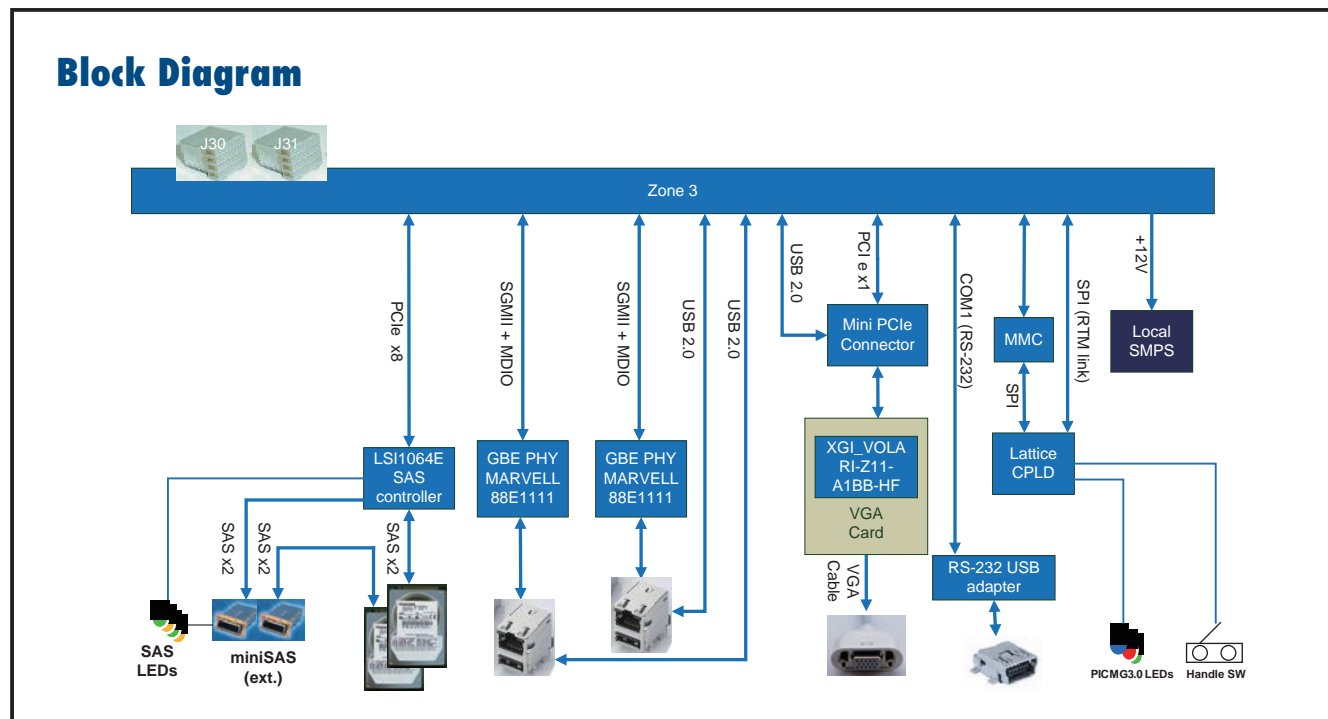 Block Diagram
J30
J31
Zone 3
PCIe x8
SGMII + MDIO
SGMII + MDIO
USB 2.0
USB 2.0
USB 2.0
PCI e x1
COM1 (RS-232)
SPI (RTM link)
+12V
Mini PCIe
Connector
MMC
Local
SMPS
SPI
LSI1064E
SAS
controller
GBE PHY
MARVELL
88E1111
GBE PHY
MARVELL
88E1111
XGI_VOLA
RI-Z11-
A1BB-HF
VGA
Card
Lattice
CPLD
SAS x2
SAS x2
SAS x2
VGA
Cable
RS-232 USB
adapter
SAS
LEDs
miniSAS
(ext.)
PICMG3.0 LEDs
Handle SW